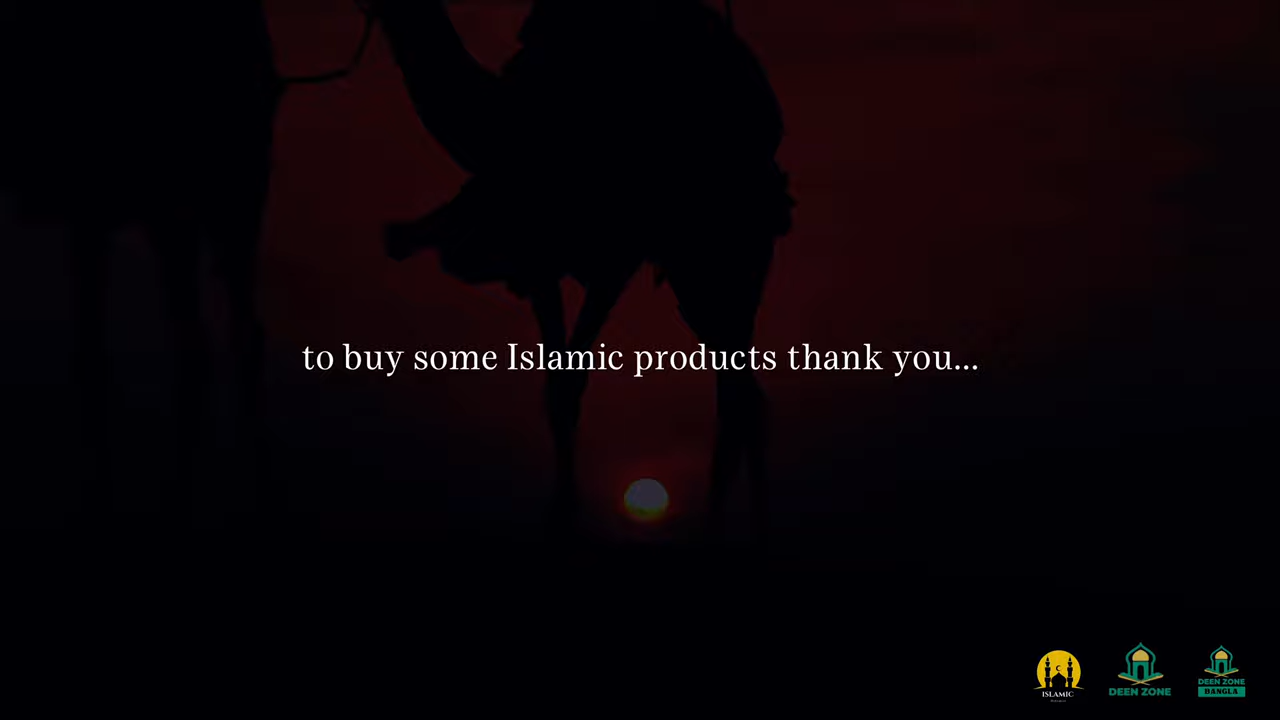 to buy some Islamic products thank you...
ISLAMIC
DEEN ZONE
DEEN ZONE
BANGLA